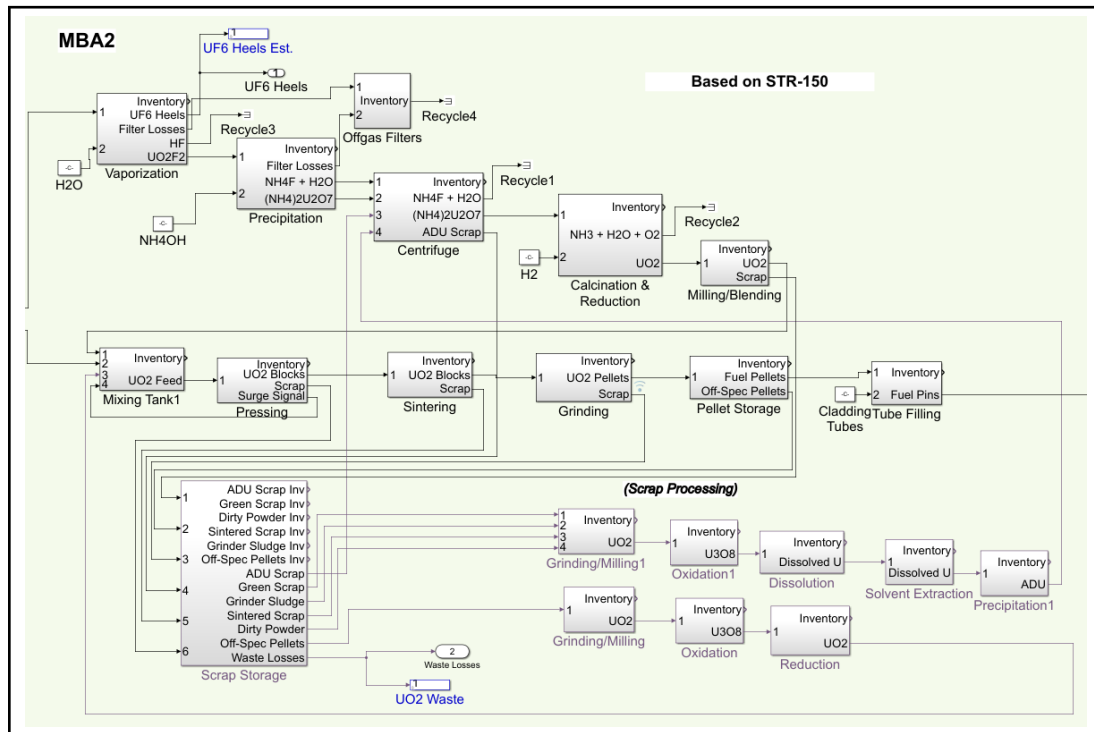 MBA2
1
UF6 Heels Est.
1
UF6 Heels
Based on STR-150
1
2
Inventory
UF6 Heels
Filter Losses
HF
UO2F2
Vaporization
-C-
H2O
Recycle3
1
2
Inventory
Offgas Filters
Recycle4
1
2
Inventory
Filter Losses
NH4F + H2O
(NH4)2U2O7
Precipitation
-C-
NH4OH
1
2
3
4
Inventory
NH4F + H2O
(NH4)2U2O7
ADU Scrap
Centrifuge
Recycle1
1
2
Inventory
NH3 + H2O + O2
UO2
Calcination &
Reduction
-C-
H2
Recycle2
1
Inventory
UO2
Scrap
Milling/Blending
1
2
3
4
Inventory
UO2 Feed
Mixing Tank1
1
Inventory
UO2 Blocks
Scrap
Surge Signal
Pressing
1
Inventory
UO2 Blocks
Scrap
Sintering
1
Inventory
UO2 Pellets
Scrap
Grinding
1
Inventory
Fuel Pellets
Off-Spec Pellets
Pellet Storage
-C-
Cladding
Tubes
1
2
Inventory
Fuel Pins
Tube Filling
(Scrap Processing)
1
2
3
4
5
6
ADU Scrap Inv
Green Scrap Inv
Dirty Powder Inv
Sintered Scrap Inv
Grinder Sludge Inv
Off-Spec Pellets Inv
ADU Scrap
Green Scrap
Grinder Sludge
Sintered Scrap
Dirty Powder
Off-Spec Pellets
Waste Losses
Scrap Storage
1
2
3
4
Inventory
UO2
Grinding/Milling1
1
Inventory
U3O8
Oxidation1
1
Inventory
Dissolved U
Dissolution
1
Inventory
Dissolved U
Solvent Extraction
1
Inventory
ADU
Precipitation1
1
Inventory
UO2
Grinding/Milling
1
Inventory
U3O8
Oxidation
1
Inventory
UO2
Reduction
2
Waste Losses
1
UO2 Waste